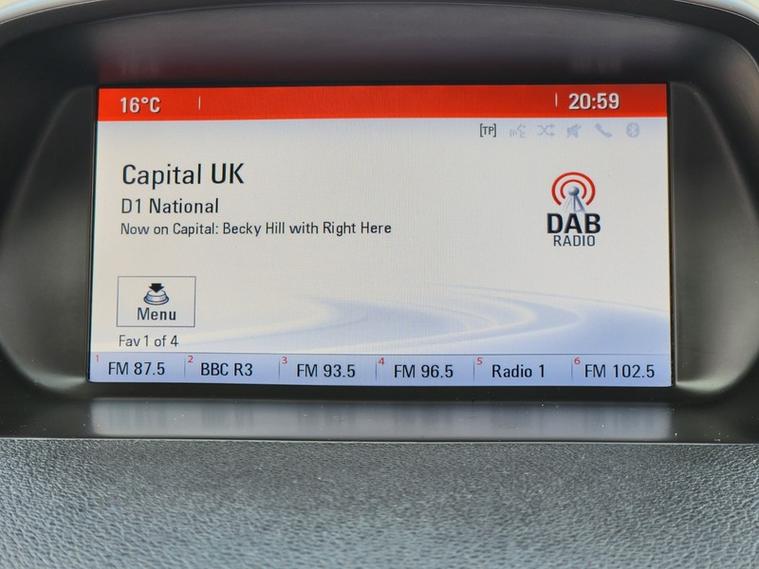 16°C 20:59
[TP]
Capital UK
D1 National
Now on Capital: Becky Hill with Right Here
DAB
RADIO
Menu
Fav 1 of 4
1 FM 87.5 2 BBC R3 3 FM 93.5 4 FM 96.5 5 Radio 1 6 FM 102.5